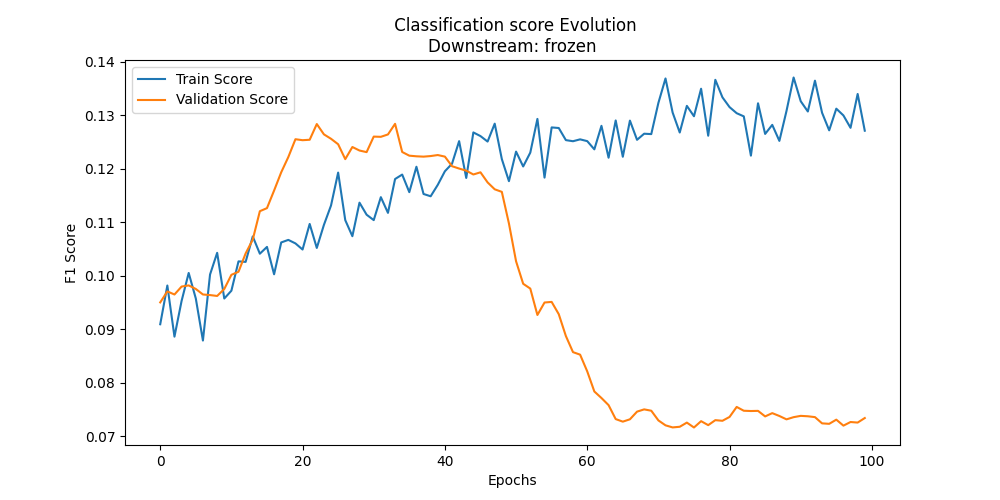 Classification score Evolution
Downstream: frozen
Train Score
Validation Score
F1 Score
0.14
0.13
0.12
0.11
0.10
0.09
0.08
0.07
0
20
40
60
80
100
Epochs